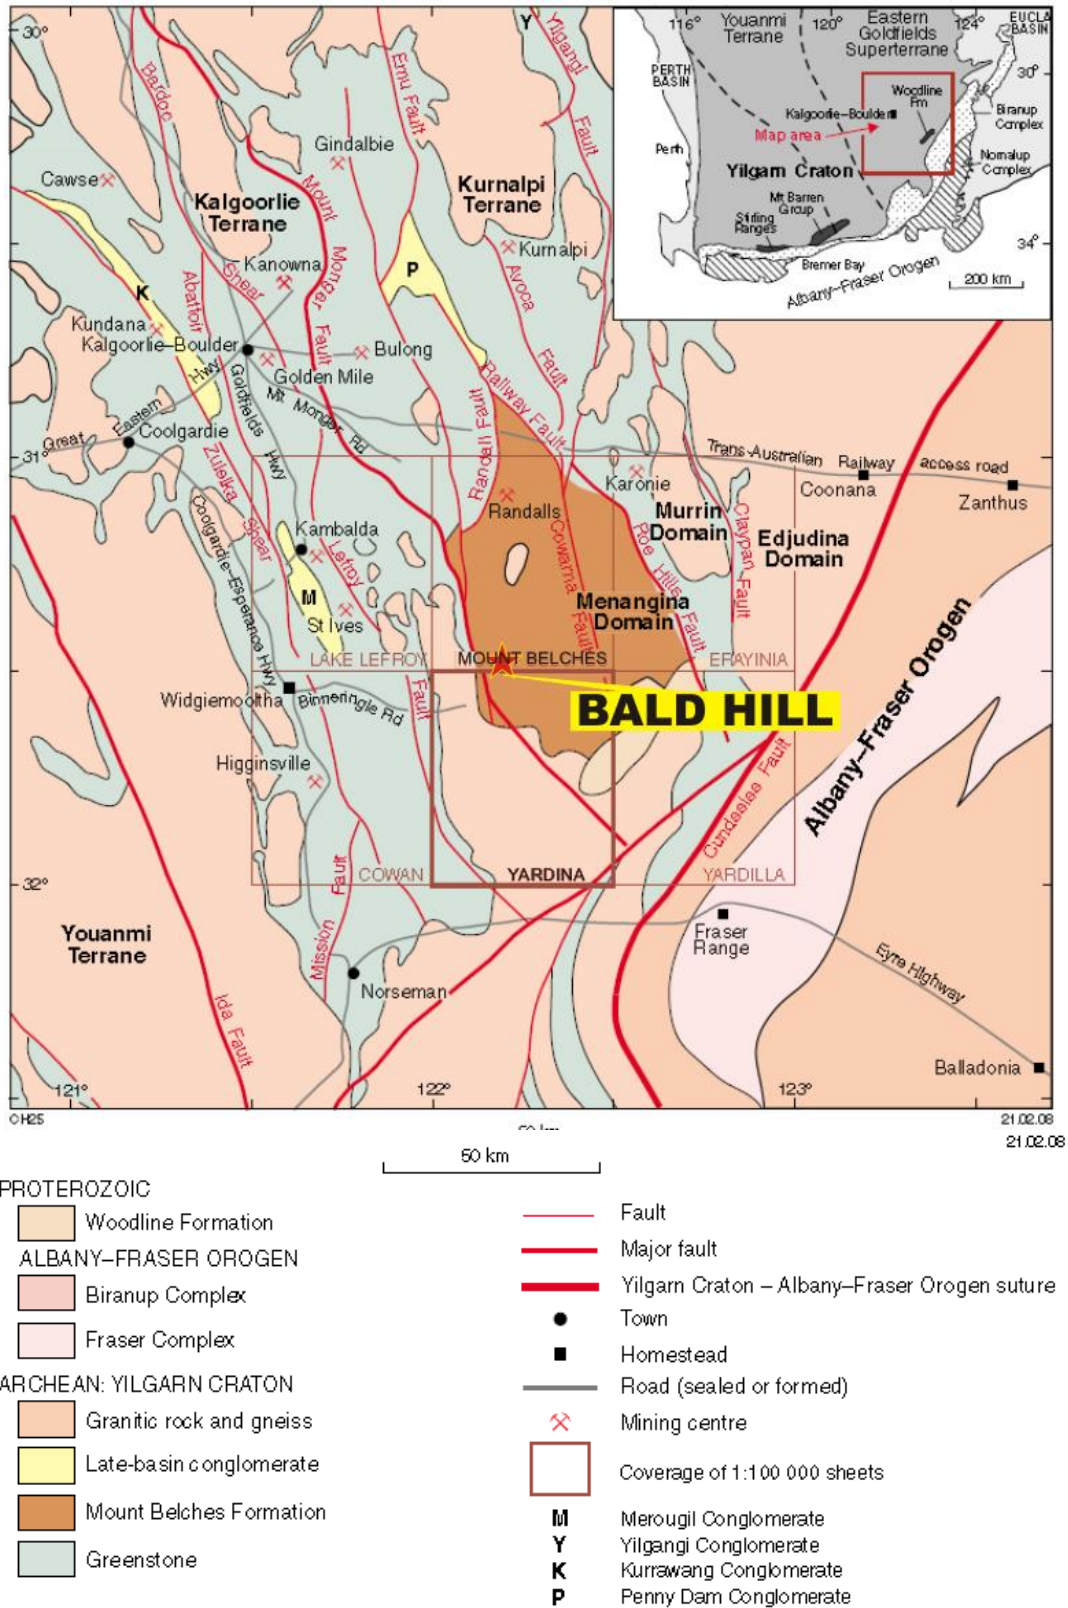 30°
Y
Yilgangi
Fault
Bardoc
Shear
Emu Fault
Gindalbie
Cawse
Kalgoorlie
Terrane
Mount
Monger
Fault
Kurnalpi
Terrane
Kurnalpi
Avoca
Fault
Kanowna
P
K
Abattoir
Kundana
Kalgoorlie–Boulder
Bulong
Golden Mile
Goldfields
Hwy
Mt Monger Rd
Great
Eastern
Hwy
Coolgardie
31°
Randall Fault
Railway Fault
Trans-Australian
Railway
access road
Coonana
Zanthus
Karonie
Randalls
Murrin
Domain
Edjudina
Domain
Claypan Fault
Zuleika
Shear
Coolgardie–Esperance Hwy
Kambalda
Lefroy
M
St Ives
Cowarna
Fault
Roe
Hills
Fault
Menangina
Domain
LAKE LEFROY
MOUNT BELCHES
ERAYINIA
BALD HILL
Widgiemooltha
Binneringie Rd
Fault
Higginsville
Cundeelee Fault
Albany–Fraser Orogen
COWAN
YARDINA
YARDILLA
32°
Youanmi
Terrane
Mission
Fault
Norseman
Ida Fault
Fraser
Range
Eyre Highway
Balladonia
121°
122°
123°
116°
Youanmi
Terrane
120°
Eastern
Goldfields
Superterrane
124°
EUCLA
BASIN
PERTH
BASIN
30°
Woodline
Fm
Kalgoorlie–Boulder
Map area
Biranup
Complex
Perth
Yilgarn Craton
Nornalup
Complex
Mt Barren
Group
Stirling
Ranges
34°
Bremer Bay
Albany–Fraser Orogen
200 km
CH25
21.02.08
21.02.08
50 km
50 km
PROTEROZOIC
Woodline Formation
ALBANY–FRASER OROGEN
Biranup Complex
Fraser Complex
ARCHEAN: YILGARN CRATON
Granitic rock and gneiss
Late-basin conglomerate
Mount Belches Formation
Greenstone
Fault
Major fault
Yilgarn Craton – Albany–Fraser Orogen suture
Town
Homestead
Road (sealed or formed)
Mining centre
Coverage of 1:100 000 sheets
M Merougil Conglomerate
Y Yilgangi Conglomerate
K Kurrawang Conglomerate
P Penny Dam Conglomerate